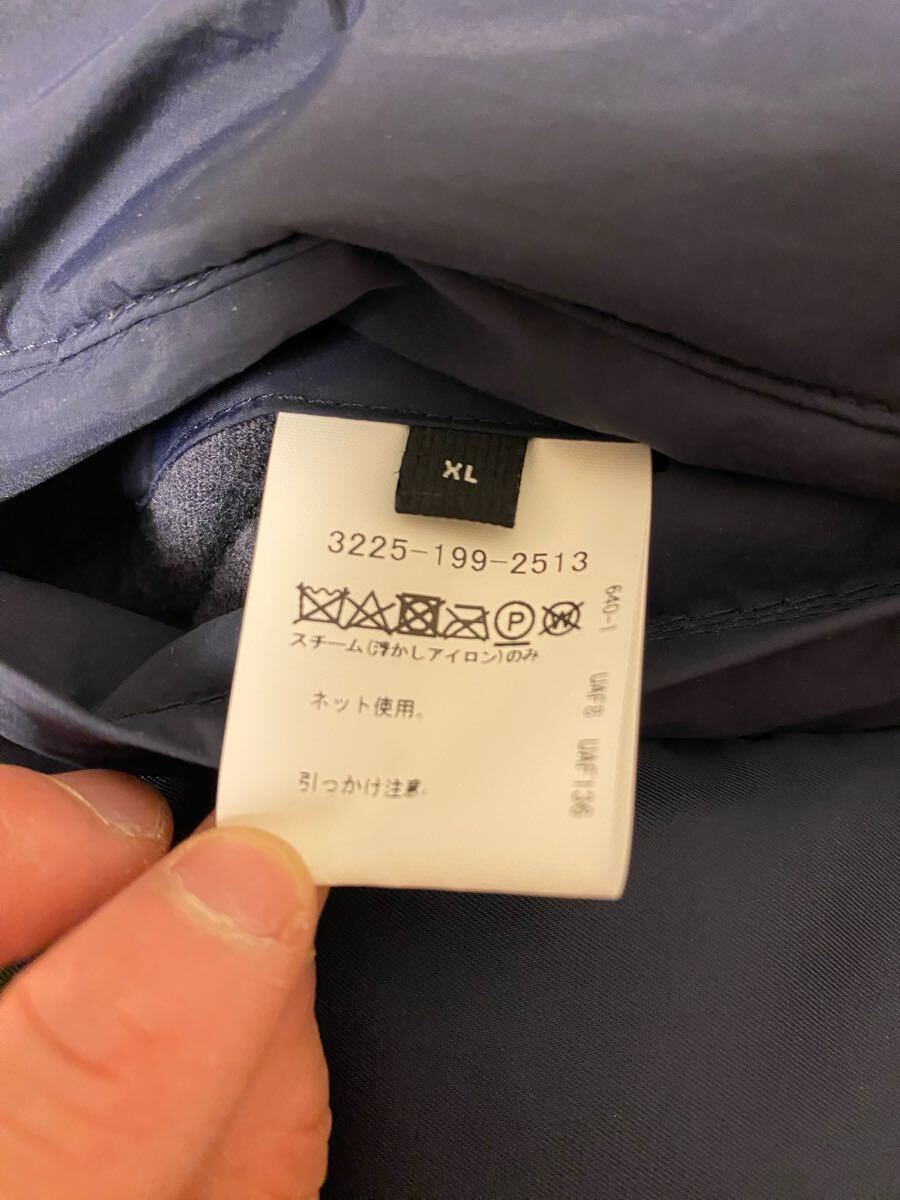 XL
3225-199-2513
P W
スチーム(浮かしアイロン)のみ
ネット使用。
引っかけ注意。
640-1 UAF8 UAF136